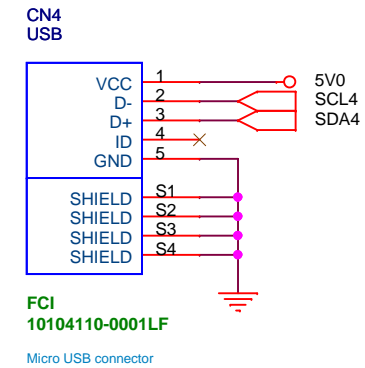 CN4
USB
VCC 1 5V0
D- 2 SCL4
D+ 3 SDA4
ID 4
GND 5
SHIELD S1
SHIELD S2
SHIELD S3
SHIELD S4
FCI
10104110-0001LF
Micro USB connector